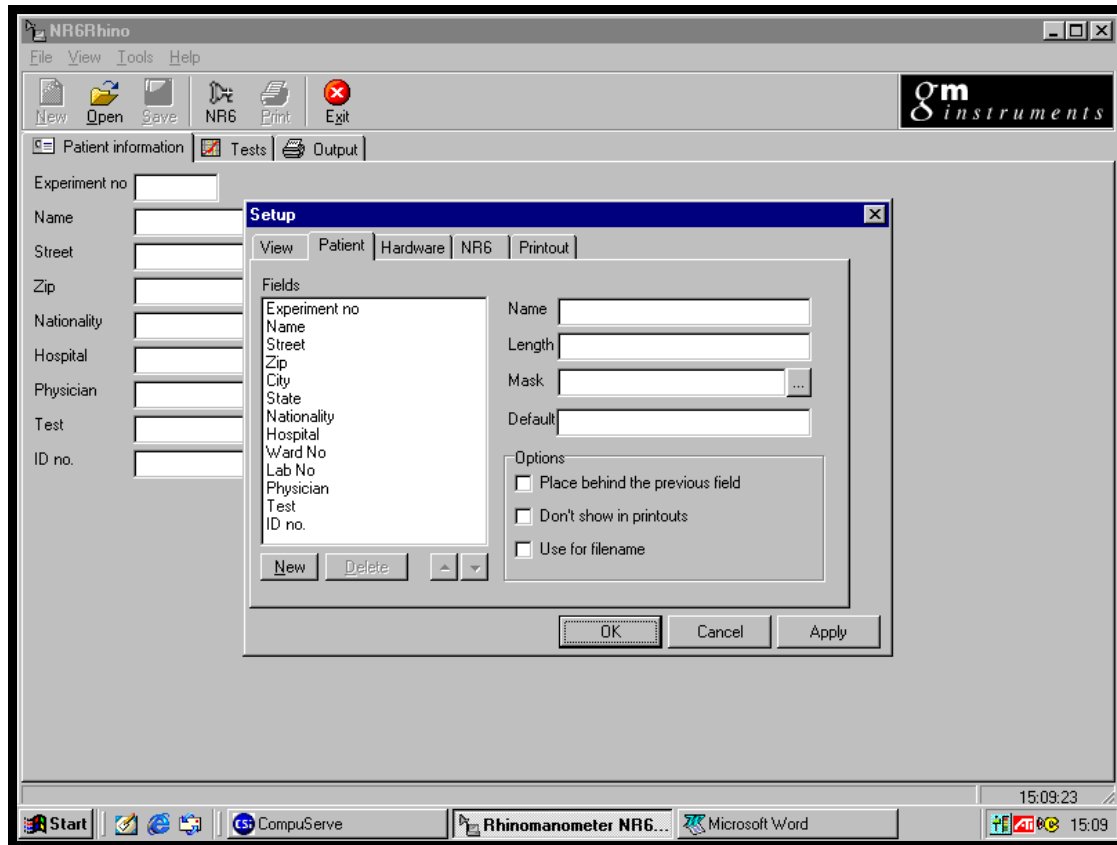 NR6Rhino
File View Tools Help
New Open Save NR6 Print Exit
gm instruments
Patient information Tests Output
Experiment no
Name
Street
Zip
Nationality
Hospital
Physician
Test
ID no.
Setup
View Patient Hardware NR6 Printout
Fields
Experiment no
Name
Street
Zip
City
State
Nationality
Hospital
Ward No
Lab No
Physician
Test
ID no.
New Delete
Name
Length
Mask ...
Default
Options
Place behind the previous field
Don't show in printouts
Use for filename
OK Cancel Apply
15:09:23
Start CSi CompuServe Rhinomanometer NR6... Microsoft Word ATI 15:09